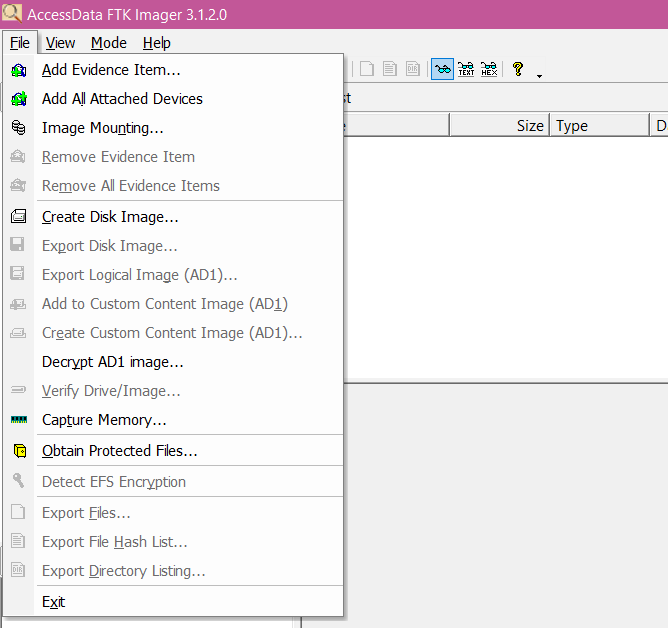 AccessData FTK Imager 3.1.2.0
File View Mode Help
Add Evidence Item...
Add All Attached Devices
Image Mounting...
Remove Evidence Item
Remove All Evidence Items
Create Disk Image...
Export Disk Image...
Export Logical Image (AD1)...
Add to Custom Content Image (AD1)
Create Custom Content Image (AD1)...
Decrypt AD1 image...
Verify Drive/Image...
Capture Memory...
Obtain Protected Files...
Detect EFS Encryption
Export Files...
Export File Hash List...
Export Directory Listing...
Exit
TEXT HEX ?
st
e Size Type D